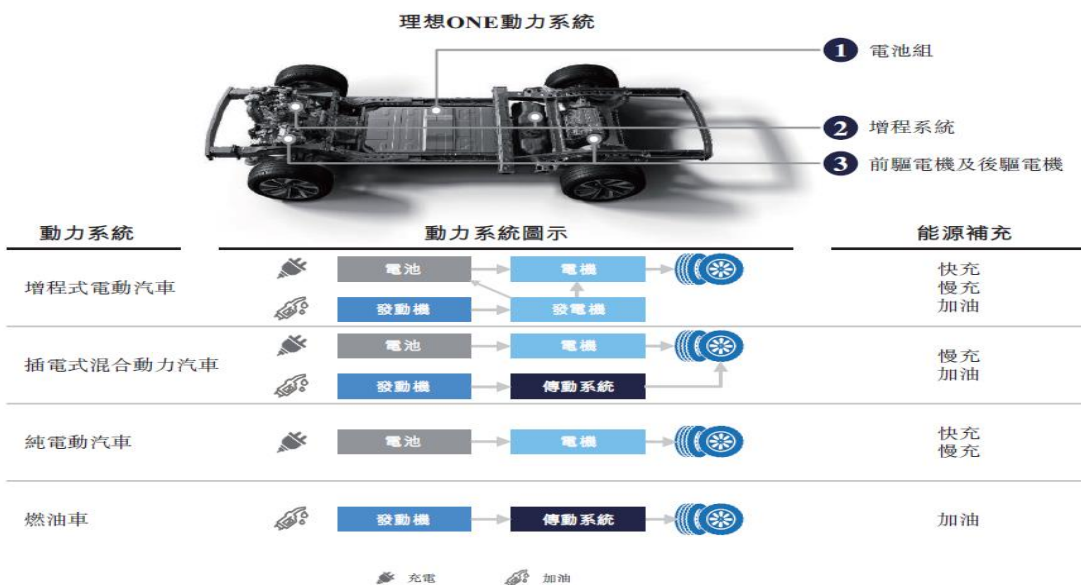 理想ONE動力系統
1 電池組
2 增程系統
3 前驅電機及後驅電機
動力系統 動力系統圖示 能源補充
增程式電動汽車
電池 電機
發動機 發電機
快充
慢充
加油
插電式混合動力汽車
電池 電機
發動機 傳動系統
慢充
加油
純電動汽車
電池 電機
快充
慢充
燃油車
發動機 傳動系統
加油
充電 加油